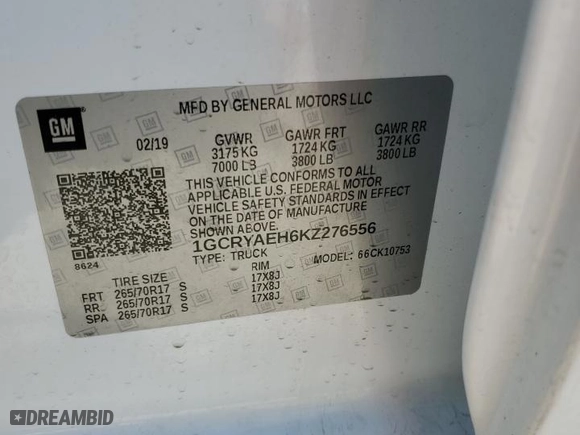 GM
MFD BY GENERAL MOTORS LLC
02/19 GVWR GAWR FRT GAWR RR
3175 KG 1724 KG 1724 KG
7000 LB 3800 LB 3800 LB
THIS VEHICLE CONFORMS TO ALL
APPLICABLE U.S. FEDERAL MOTOR
VEHICLE SAFETY STANDARDS IN EFFECT
ON THE DATE OF MANUFACTURE
SHOWN ABOVE.
1GCRYAEH6KZ276556
8624 TYPE: TRUCK MODEL: 66CK10753
TIRE SIZE RIM
FRT 265/70R17 S 17X8J
RR 265/70R17 S 17X8J
SPA 265/70R17 S 17X8J
DREAMBID